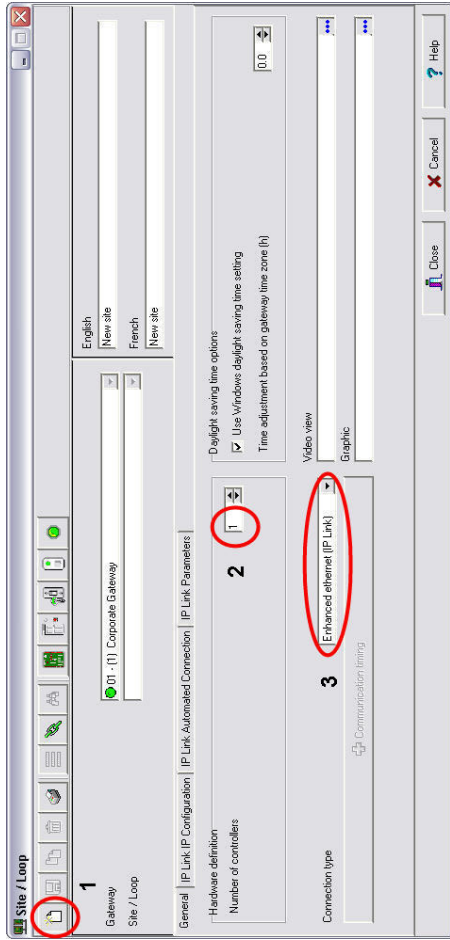 Site / Loop
1
Gateway
01 - (1) Corporate Gateway
Site / Loop
English
New site
French
New site
General
IP Link IP Configuration
IP Link Automated Connection
IP Link Parameters
Hardware definition
Number of controllers
1
2
Daylight saving time options
Use Windows daylight saving time setting
Time adjustment based on gateway time zone (h)
0.0
3
Connection type
Enhanced ethernet (IP Link)
Communication timing
Video view
Graphic
Close
Cancel
? Help